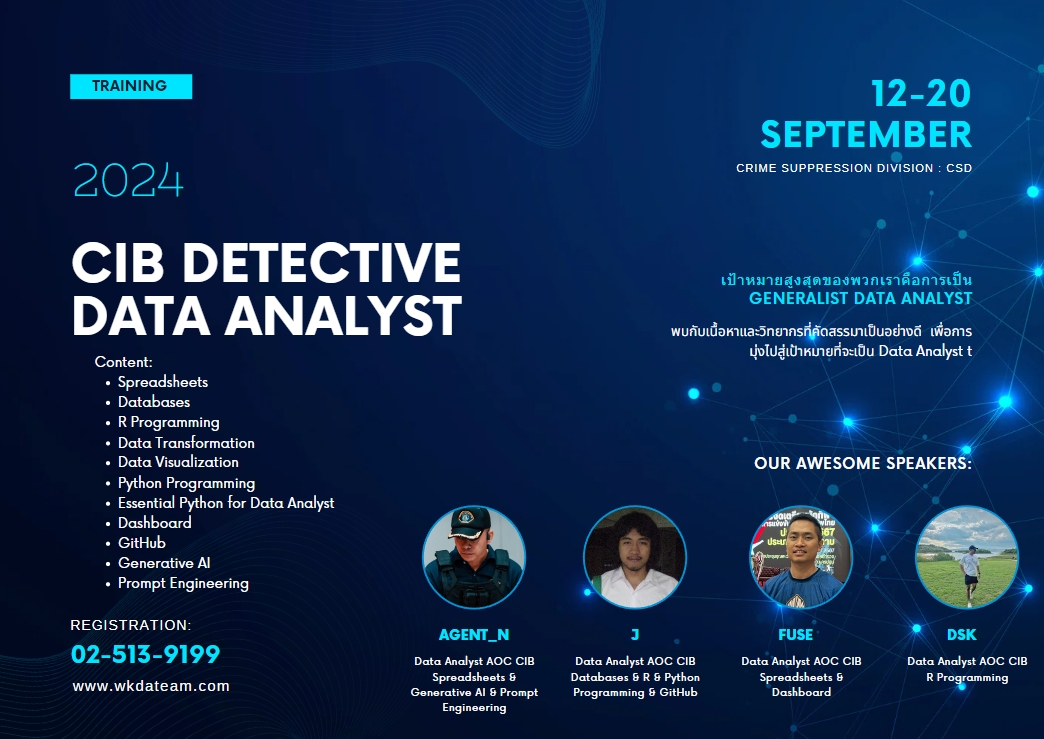 TRAINING
2024
CIB DETECTIVE
DATA ANALYST
Content:
• Spreadsheets
• Databases
• R Programming
• Data Transformation
• Data Visualization
• Python Programming
• Essential Python for Data Analyst
• Dashboard
• GitHub
• Generative AI
• Prompt Engineering
REGISTRATION:
02-513-9199
www.wkdateam.com
12-20
SEPTEMBER
CRIME SUPPRESSION DIVISION : CSD
เป้าหมายสูงสุดของพวกเราคือการเป็น
GENERALIST DATA ANALYST
พบกับเนื้อหาและวิทยากรที่คัดสรรมาเป็นอย่างดี เพื่อการ
มุ่งไปสู่เป้าหมายที่จะเป็น Data Analyst t
OUR AWESOME SPEAKERS:
AGENT_N
Data Analyst AOC CIB
Spreadsheets &
Generative AI & Prompt
Engineering
J
Data Analyst AOC CIB
Databases & R & Python
Programming & GitHub
FUSE
Data Analyst AOC CIB
Spreadsheets &
Dashboard
DSK
Data Analyst AOC CIB
R Programming